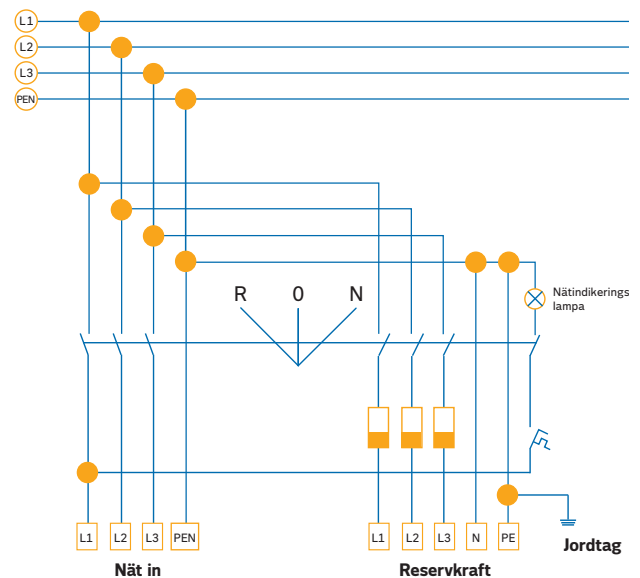 L1
L2
L3
PEN
R 0 N
Nätindikerings
lampa
L1 L2 L3 PEN L1 L2 L3 N PE
Jordtag
Nät in Reservkraft